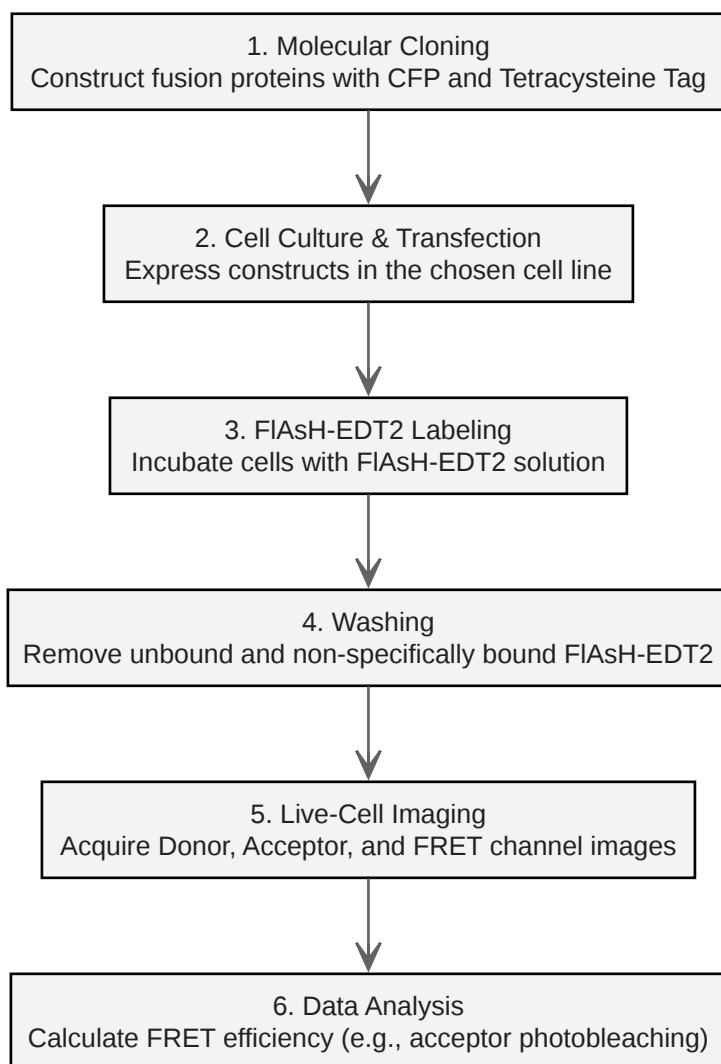 1. Molecular Cloning
Construct fusion proteins with CFP and Tetracysteine Tag
2. Cell Culture & Transfection
Express constructs in the chosen cell line
3. FlAsH-EDT2 Labeling
Incubate cells with FlAsH-EDT2 solution
4. Washing
Remove unbound and non-specifically bound FlAsH-EDT2
5. Live-Cell Imaging
Acquire Donor, Acceptor, and FRET channel images
6. Data Analysis
Calculate FRET efficiency (e.g., acceptor photobleaching)